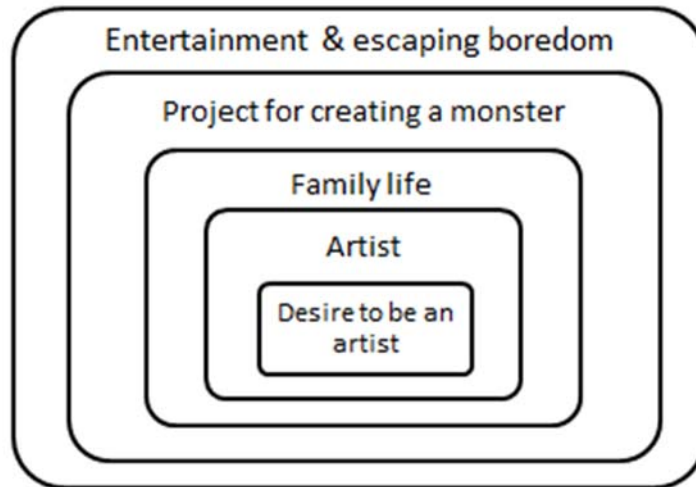 Entertainment & escaping boredom
Project for creating a monster
Family life
Artist
Desire to be an
artist